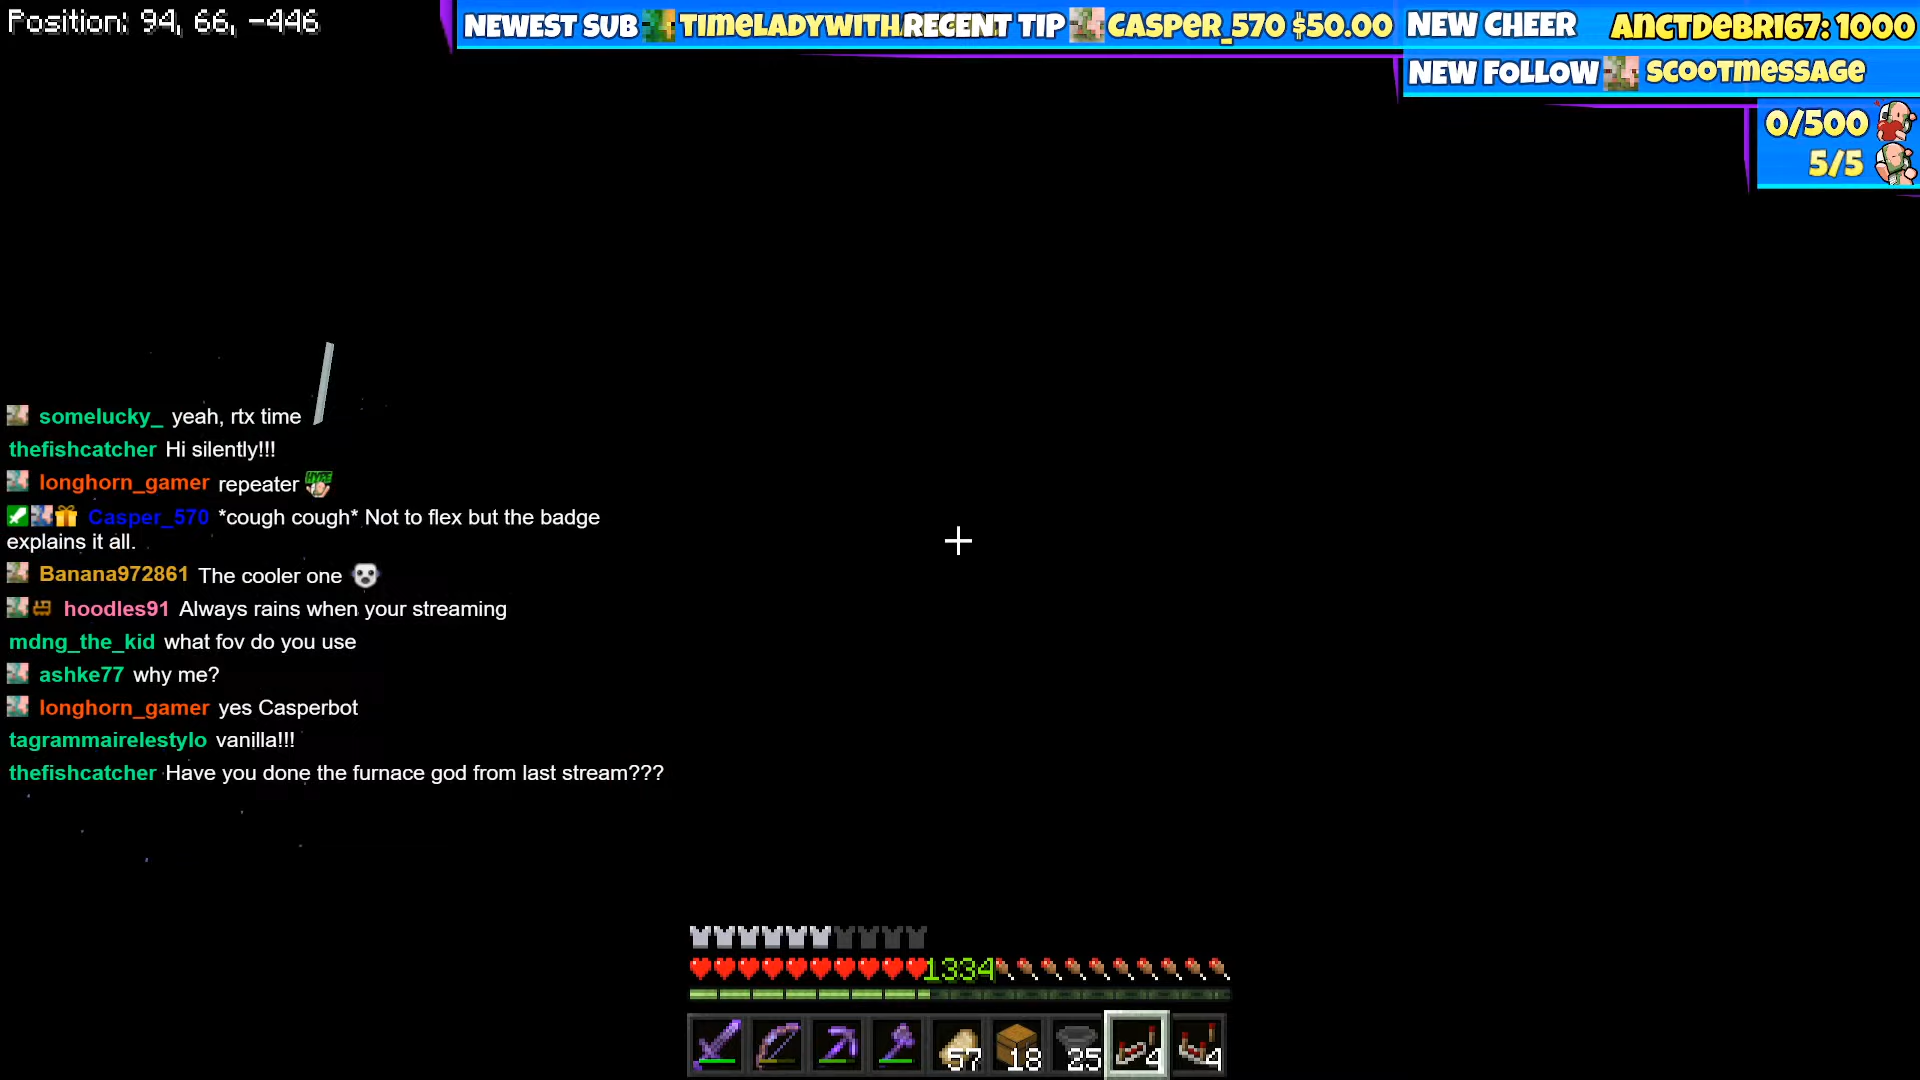 Position: 94, 66, -446
NEWEST SUB TIMELADYWITH RECENT TIP CASPER_570 $50.00 NEW CHEER ANCTDEBRI67: 1000
NEW FOLLOW SCOOTMESSAGE
0/500
5/5
somelucky_ yeah, rtx time
thefishcatcher Hi silently!!!
longhorn_gamer repeater HYPE
Casper_570 *cough cough* Not to flex but the badge
explains it all.
Banana972861 The cooler one
hoodles91 Always rains when your streaming
mdng_the_kid what fov do you use
ashke77 why me?
longhorn_gamer yes Casperbot
tagrammairelestylo vanilla!!!
thefishcatcher Have you done the furnace god from last stream???
1334
57 18 25 4 4